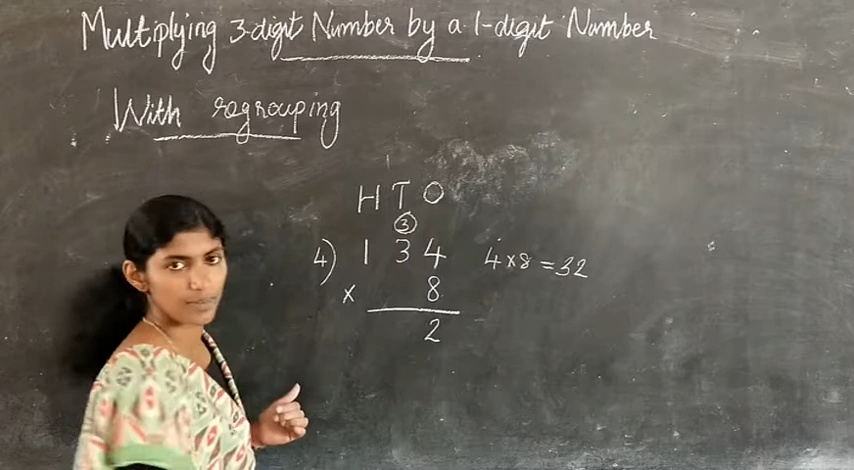 Multiplying 3-digit Number by a 1-digit Number
With regrouping
H T O
3
4) 1 3 4 4×8=32
× 8
2